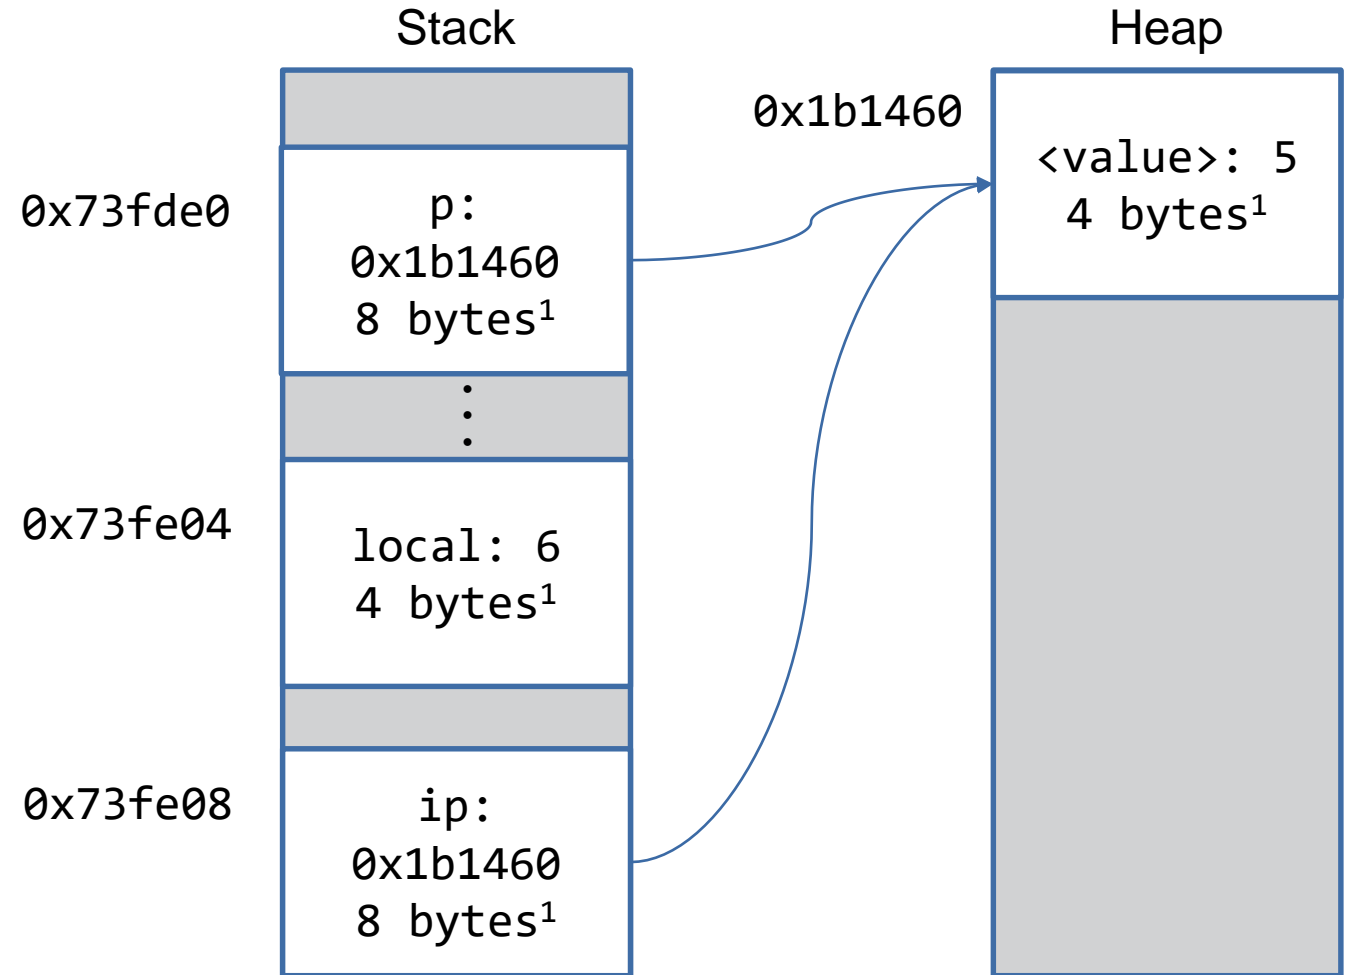 Stack
Heap
0x1b1460
<value>: 5
4 bytes¹
0x73fde0
p:
0x1b1460
8 bytes¹
0x73fe04
local: 6
4 bytes¹
0x73fe08
ip:
0x1b1460
8 bytes¹